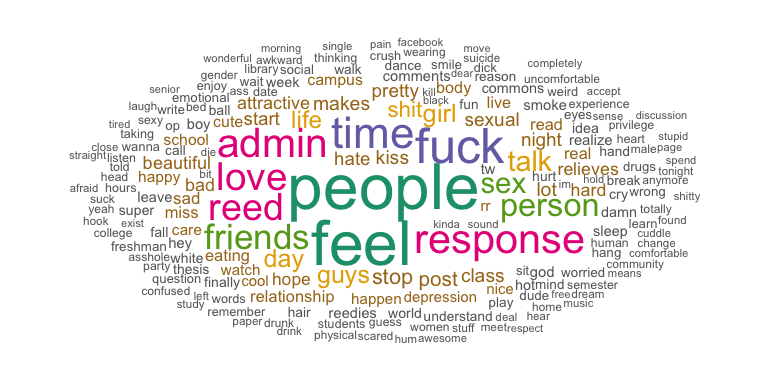 morning single pain facebook
wonderful awkward thinking crush wearing move
library social walk dance smile suicide completely
gender wait week campus comments dear reason uncomfortable
senior enjoy ass date pretty kill body dick commons weird accept
emotional attractive makes shit black girl fun live smoke experience
laugh write bed ball life sexual eyes sense discussion
tired sexy op boy cute start time fuck read idea privilege
taking school admin night realize heart stupid
close wanna call die hate kiss talk real hand male page
straight listen beautiful love people tw relieves drugs spend
told bit sex hurt hold break anymore tonight
head happy bad lot im hard cry wrong
afraid hours leave sad reed rr person shitty
suck super miss damn totally
yeah exist friends feel kinda sound response learn found
hook fall care sleep cuddle
college hey day human change
freshman white eating guys stop post class sit god hang comfortable
asshole watch hope worried community
party thesis finally cool nice hot mind means
question relationship happen depression semester
confused left words play dude free dream
study remember hair reedies world understand deal home music
paper drunk students guess women stuff meet hear respect
drink physical scared hum awesome